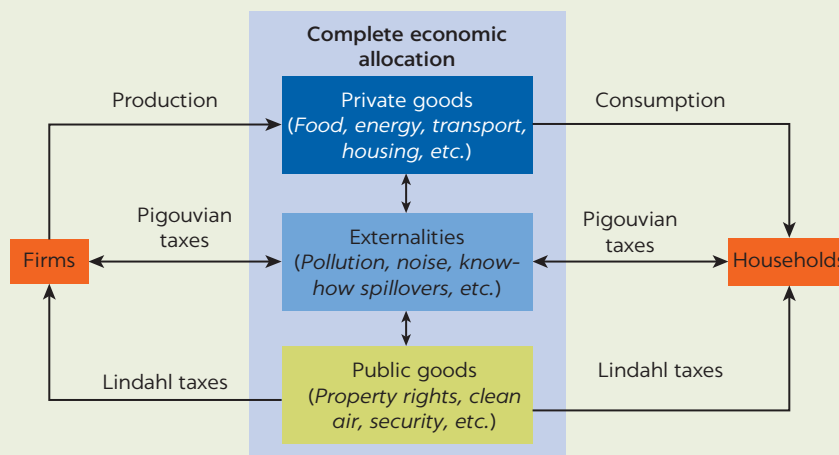 Complete economic
allocation
Production
Private goods
(Food, energy, transport,
housing, etc.)
Consumption
Pigouvian
taxes
Firms
Externalities
(Pollution, noise, know-
how spillovers, etc.)
Pigouvian
taxes
Households
Lindahl taxes
Public goods
(Property rights, clean
air, security, etc.)
Lindahl taxes